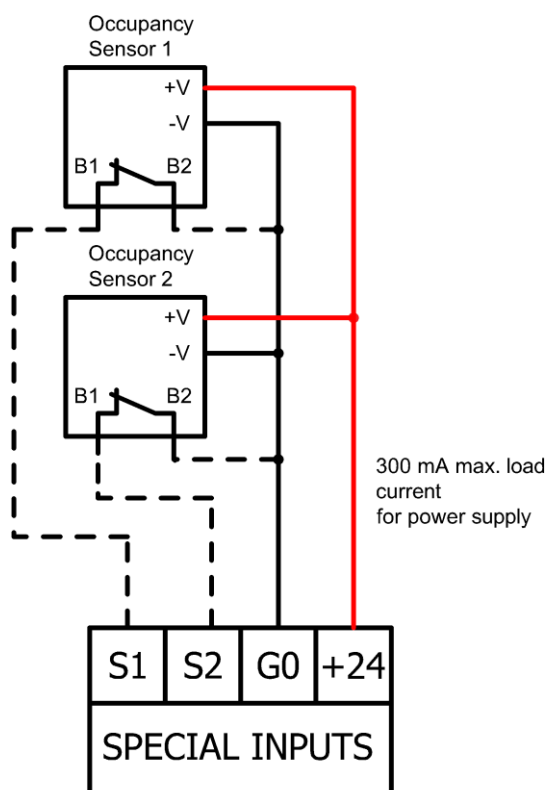 Occupancy
Sensor 1
+V
-V
B1 B2
Occupancy
Sensor 2
+V
-V
B1 B2
300 mA max. load
current
for power supply
S1 S2 G0 +24
SPECIAL INPUTS